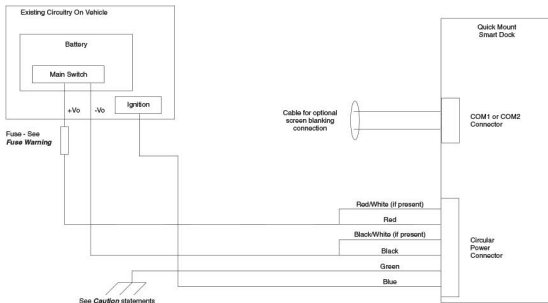 Existing Circuitry On Vehicle
Battery
Main Switch
+Vo
-Vo
Ignition
Fuse - See
Fuse Warning
Cable for optional
screen blanking
connection
Quick Mount
Smart Dock
COM1 or COM2
Connector
Red/White (if present)
Red
Black/White (if present)
Black
Green
Blue
Circular
Power
Connector
See Caution statements